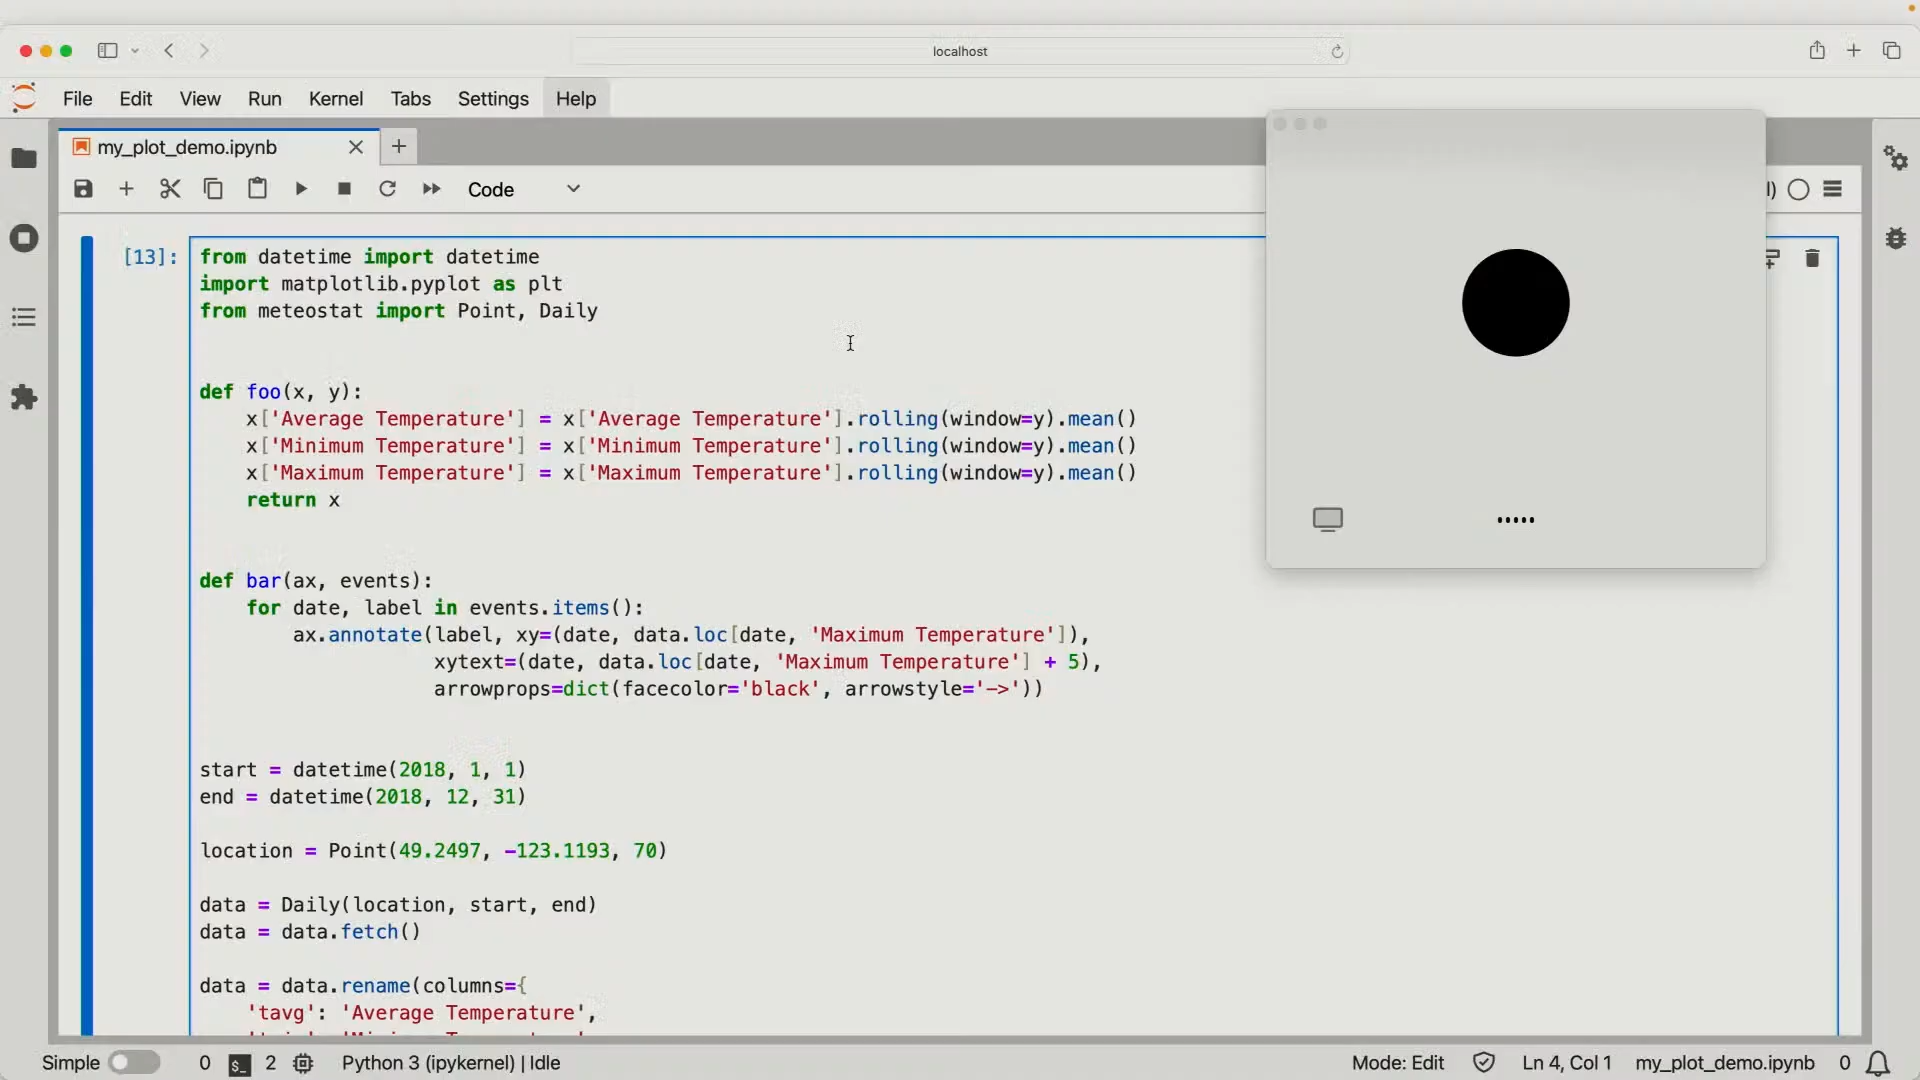 localhost
File Edit View Run Kernel Tabs Settings Help
my_plot_demo.ipynb
Code
[13]:
from datetime import datetime
import matplotlib.pyplot as plt
from meteostat import Point, Daily
def foo(x, y):
x['Average Temperature'] = x['Average Temperature'].rolling(window=y).mean()
x['Minimum Temperature'] = x['Minimum Temperature'].rolling(window=y).mean()
x['Maximum Temperature'] = x['Maximum Temperature'].rolling(window=y).mean()
return x
def bar(ax, events):
for date, label in events.items():
ax.annotate(label, xy=(date, data.loc[date, 'Maximum Temperature']),
xytext=(date, data.loc[date, 'Maximum Temperature'] + 5),
arrowprops=dict(facecolor='black', arrowstyle='->'))
start = datetime(2018, 1, 1)
end = datetime(2018, 12, 31)
location = Point(49.2497, -123.1193, 70)
data = Daily(location, start, end)
data = data.fetch()
data = data.rename(columns={
'tavg': 'Average Temperature',
Simple 0 $_ 2 Python 3 (ipykernel) | Idle Mode: Edit Ln 4, Col 1 my_plot_demo.ipynb 0